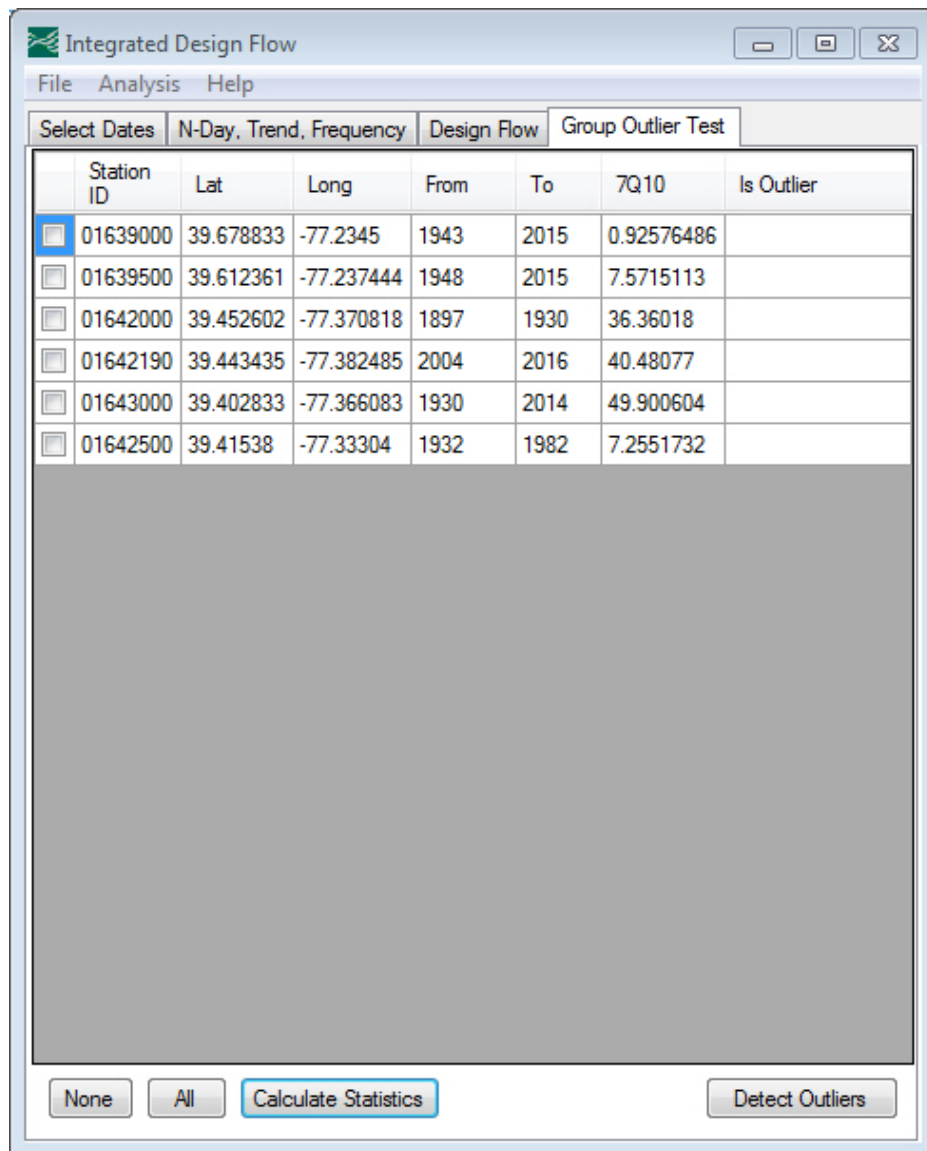 Integrated Design Flow
File Analysis Help
Select Dates N-Day, Trend, Frequency Design Flow Group Outlier Test
Station ID Lat Long From To 7Q10 Is Outlier
01639000 39.678833 -77.2345 1943 2015 0.92576486
01639500 39.612361 -77.237444 1948 2015 7.5715113
01642000 39.452602 -77.370818 1897 1930 36.36018
01642190 39.443435 -77.382485 2004 2016 40.48077
01643000 39.402833 -77.366083 1930 2014 49.900604
01642500 39.41538 -77.33304 1932 1982 7.2551732
None All Calculate Statistics Detect Outliers